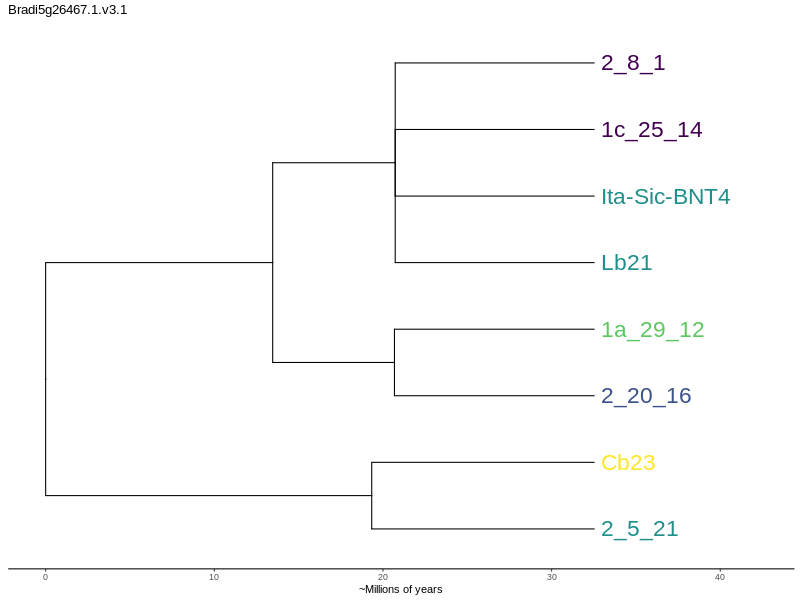 Bradi5g26467.1.v3.1
2_8_1
1c_25_14
Ita-Sic-BNT4
Lb21
1a_29_12
2_20_16
Cb23
2_5_21
0 10 20 30 40
~Millions of years